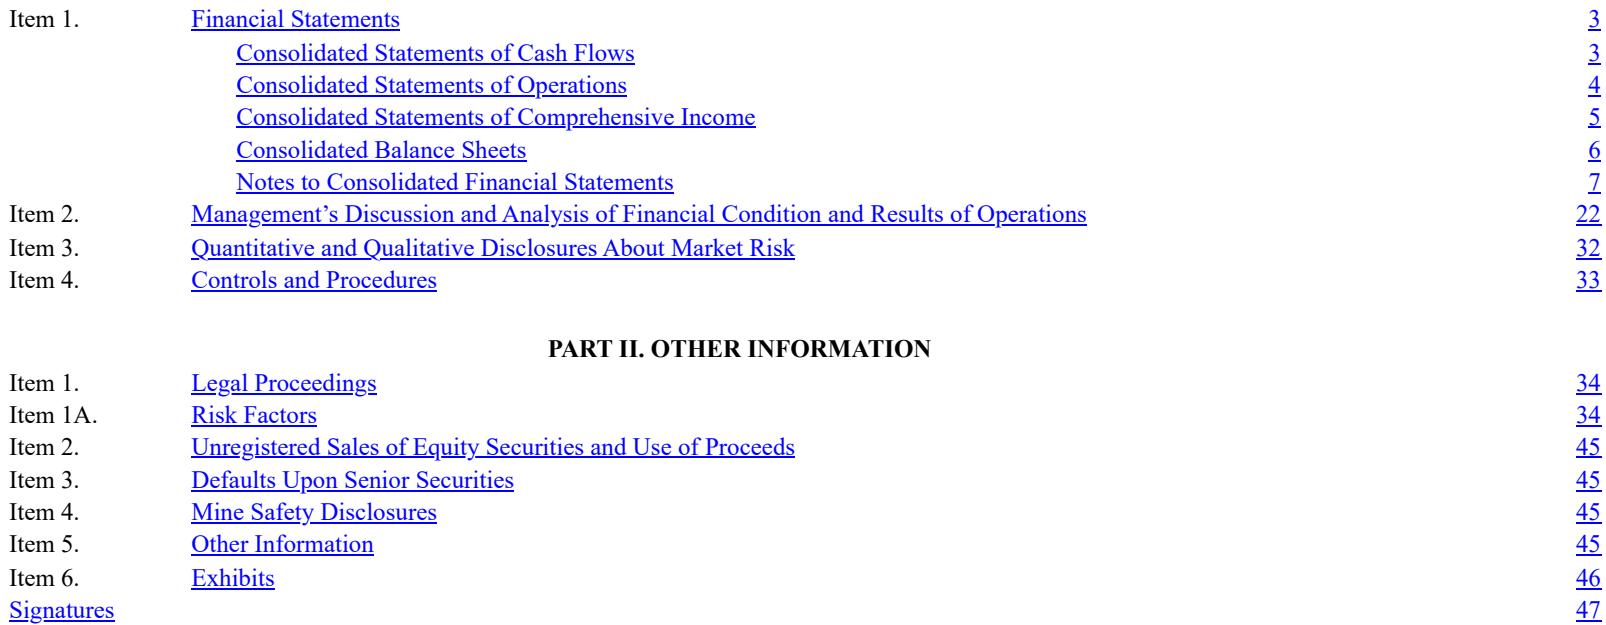 Item 1. Financial Statements 3
Consolidated Statements of Cash Flows 3
Consolidated Statements of Operations 4
Consolidated Statements of Comprehensive Income 5
Consolidated Balance Sheets 6
Notes to Consolidated Financial Statements 7
Item 2. Management’s Discussion and Analysis of Financial Condition and Results of Operations 22
Item 3. Quantitative and Qualitative Disclosures About Market Risk 32
Item 4. Controls and Procedures 33
PART II. OTHER INFORMATION
Item 1. Legal Proceedings 34
Item 1A. Risk Factors 34
Item 2. Unregistered Sales of Equity Securities and Use of Proceeds 45
Item 3. Defaults Upon Senior Securities 45
Item 4. Mine Safety Disclosures 45
Item 5. Other Information 45
Item 6. Exhibits 46
Signatures 47